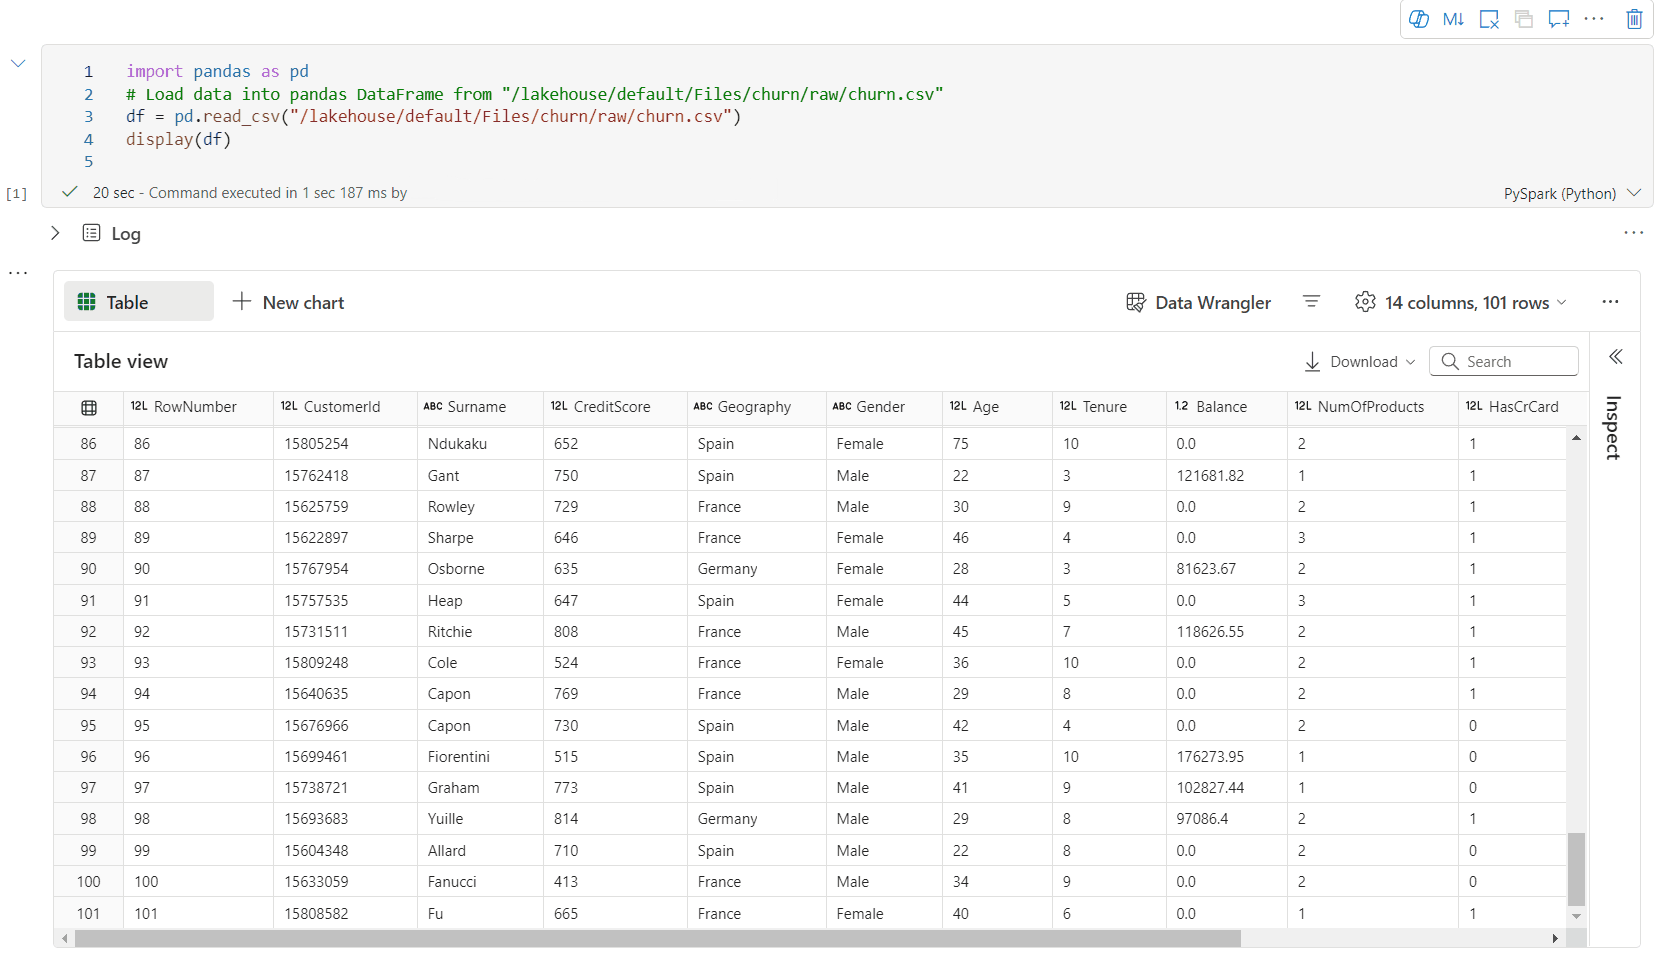 M↓
1 import pandas as pd
2 # Load data into pandas DataFrame from "/lakehouse/default/Files/churn/raw/churn.csv"
3 df = pd.read_csv("/lakehouse/default/Files/churn/raw/churn.csv")
4 display(df)
5
[1] 20 sec - Command executed in 1 sec 187 ms by PySpark (Python)
Log
Table New chart Data Wrangler 14 columns, 101 rows
Table view Download Search
Inspect
12L RowNumber 12L CustomerId ABC Surname 12L CreditScore ABC Geography ABC Gender 12L Age 12L Tenure 1.2 Balance 12L NumOfProducts 12L HasCrCard
86 86 15805254 Ndukaku 652 Spain Female 75 10 0.0 2 1
87 87 15762418 Gant 750 Spain Male 22 3 121681.82 1 1
88 88 15625759 Rowley 729 France Male 30 9 0.0 2 1
89 89 15622897 Sharpe 646 France Female 46 4 0.0 3 1
90 90 15767954 Osborne 635 Germany Female 28 3 81623.67 2 1
91 91 15757535 Heap 647 Spain Female 44 5 0.0 3 1
92 92 15731511 Ritchie 808 France Male 45 7 118626.55 2 1
93 93 15809248 Cole 524 France Female 36 10 0.0 2 1
94 94 15640635 Capon 769 France Male 29 8 0.0 2 1
95 95 15676966 Capon 730 Spain Male 42 4 0.0 2 0
96 96 15699461 Fiorentini 515 Spain Male 35 10 176273.95 1 0
97 97 15738721 Graham 773 Spain Male 41 9 102827.44 1 0
98 98 15693683 Yuille 814 Germany Male 29 8 97086.4 2 1
99 99 15604348 Allard 710 Spain Male 22 8 0.0 2 0
100 100 15633059 Fanucci 413 France Male 34 9 0.0 2 0
101 101 15808582 Fu 665 France Female 40 6 0.0 1 1